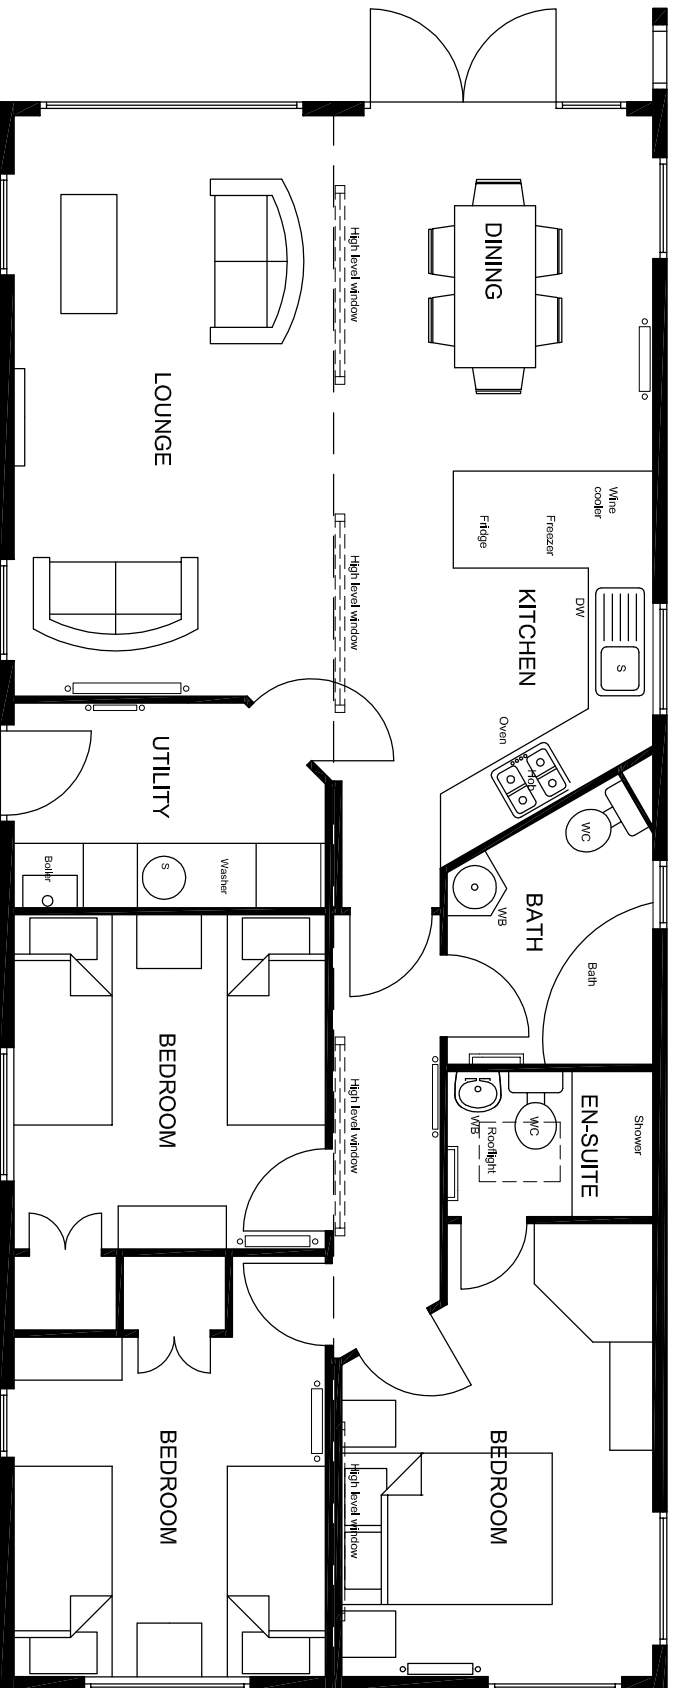 DINING
High level window
LOUNGE
Wine
cooler
Freezer
Fridge
High level window
DW
KITCHEN
S
Oven
Hob
UTILITY
WC
Boiler
S
Washer
WB
BATH
Bath
BEDROOM
High level window
WB
Rooflight
WC
EN-SUITE
Shower
BEDROOM
High level window
BEDROOM